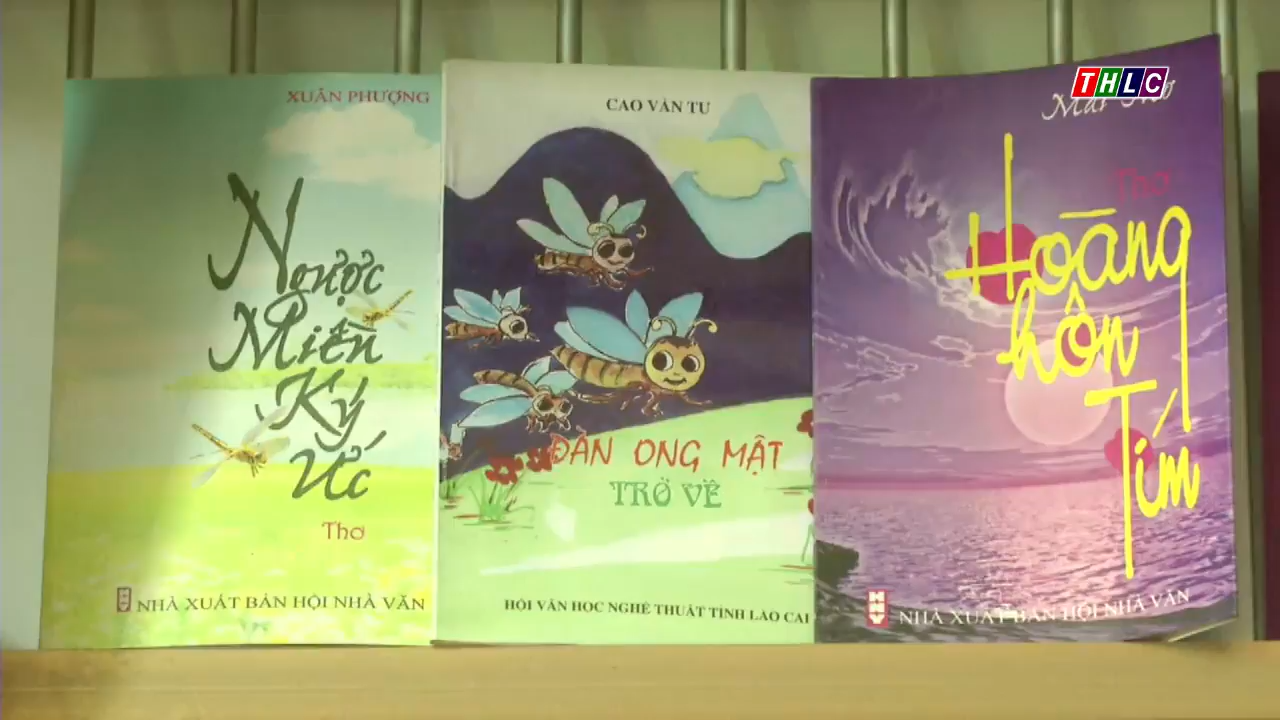 THLC
XUÂN PHƯỢNG
Ngược
Miền
Ký
Ức
Thơ
NHÀ XUẤT BẢN HỘI NHÀ VĂN
CAO VĂN TƯ
ĐÀN ONG MẬT
TRỞ VỀ
HỘI VĂN HỌC NGHỆ THUẬT TỈNH LÀO CAI
Thơ
Hoàng
hôn
Tím
HNV
NHÀ XUẤT BẢN HỘI NHÀ VĂN